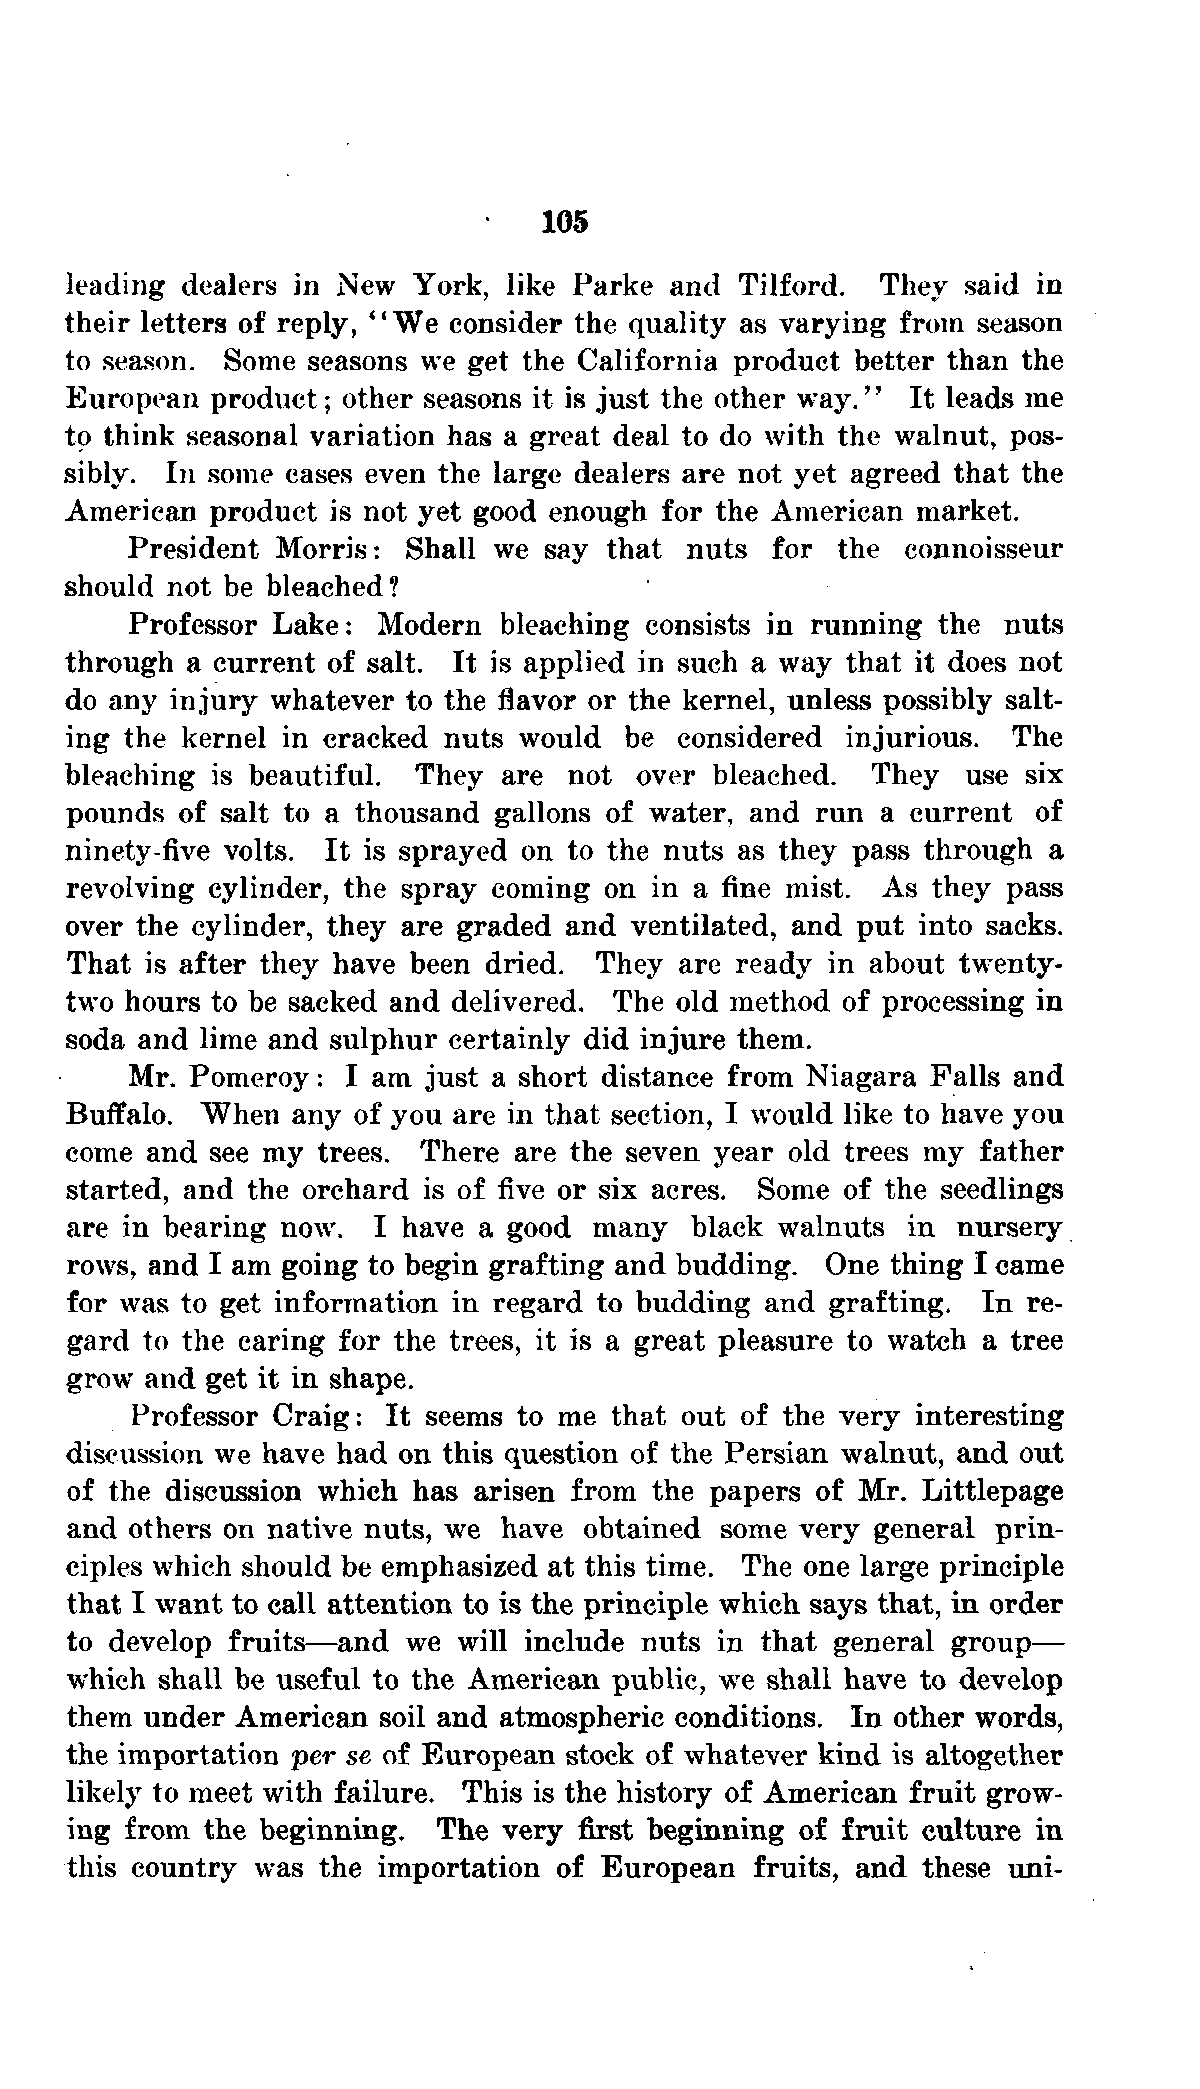 105
leading dealers in New York, like Parke and Tilford. They said in
their letters of reply, "We consider the quality as varying from season
to season. Some seasons we get the California product better than the
European product; other seasons it is just the other way." It leads me
to think seasonal variation has a great deal to do with the walnut, pos-
sibly. In some cases even the large dealers are not yet agreed that the
American product is not yet good enough for the American market.
President Morris: Shall we say that nuts for the connoisseur
should not be bleached?
Professor Lake: Modern bleaching consists in running the nuts
through a current of salt. It is applied in such a way that it does not
do any injury whatever to the flavor or the kernel, unless possibly salt-
ing the kernel in cracked nuts would be considered injurious. The
bleaching is beautiful. They are not over bleached. They use six
pounds of salt to a thousand gallons of water, and run a current of
ninety-five volts. It is sprayed on to the nuts as they pass through a
revolving cylinder, the spray coming on in a fine mist. As they pass
over the cylinder, they are graded and ventilated, and put into sacks.
That is after they have been dried. They are ready in about twenty-
two hours to be sacked and delivered. The old method of processing in
soda and lime and sulphur certainly did injure them.
Mr. Pomeroy: I am just a short distance from Niagara Falls and
Buffalo. When any of you are in that section, I would like to have you
come and see my trees. There are the seven year old trees my father
started, and the orchard is of five or six acres. Some of the seedlings
are in bearing now. I have a good many black walnuts in nursery
rows, and I am going to begin grafting and budding. One thing I came
for was to get information in regard to budding and grafting. In re-
gard to the caring for the trees, it is a great pleasure to watch a tree
grow and get it in shape.
Professor Craig: It seems to me that out of the very interesting
discussion we have had on this question of the Persian walnut, and out
of the discussion which has arisen from the papers of Mr. Littlepage
and others on native nuts, we have obtained some very general prin-
ciples which should be emphasized at this time. The one large principle
that I want to call attention to is the principle which says that, in order
to develop fruits—and we will include nuts in that general group—
which shall be useful to the American public, we shall have to develop
them under American soil and atmospheric conditions. In other words,
the importation per se of European stock of whatever kind is altogether
likely to meet with failure. This is the history of American fruit grow-
ing from the beginning. The very first beginning of fruit culture in
this country was the importation of European fruits, and these uni-